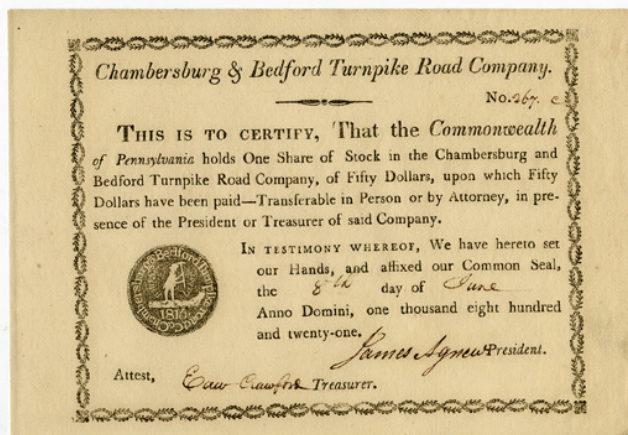 Chambersburg & Bedford Turnpike Road Company.
No. 267. c
THIS IS TO CERTIFY, That the Commonwealth
of Pennsylvania holds One Share of Stock in the Chambersburg and
Bedford Turnpike Road Company, of Fifty Dollars, upon which Fifty
Dollars have been paid—Transferable in Person or by Attorney, in pre-
sence of the President or Treasurer of said Company.
IN TESTIMONY WHEREOF, We have hereto set
our Hands, and affixed our Common Seal,
the 8th day of June
Anno Domini, one thousand eight hundred
and twenty-one.
James Agnew President.
Attest, Edw Crawford Treasurer.